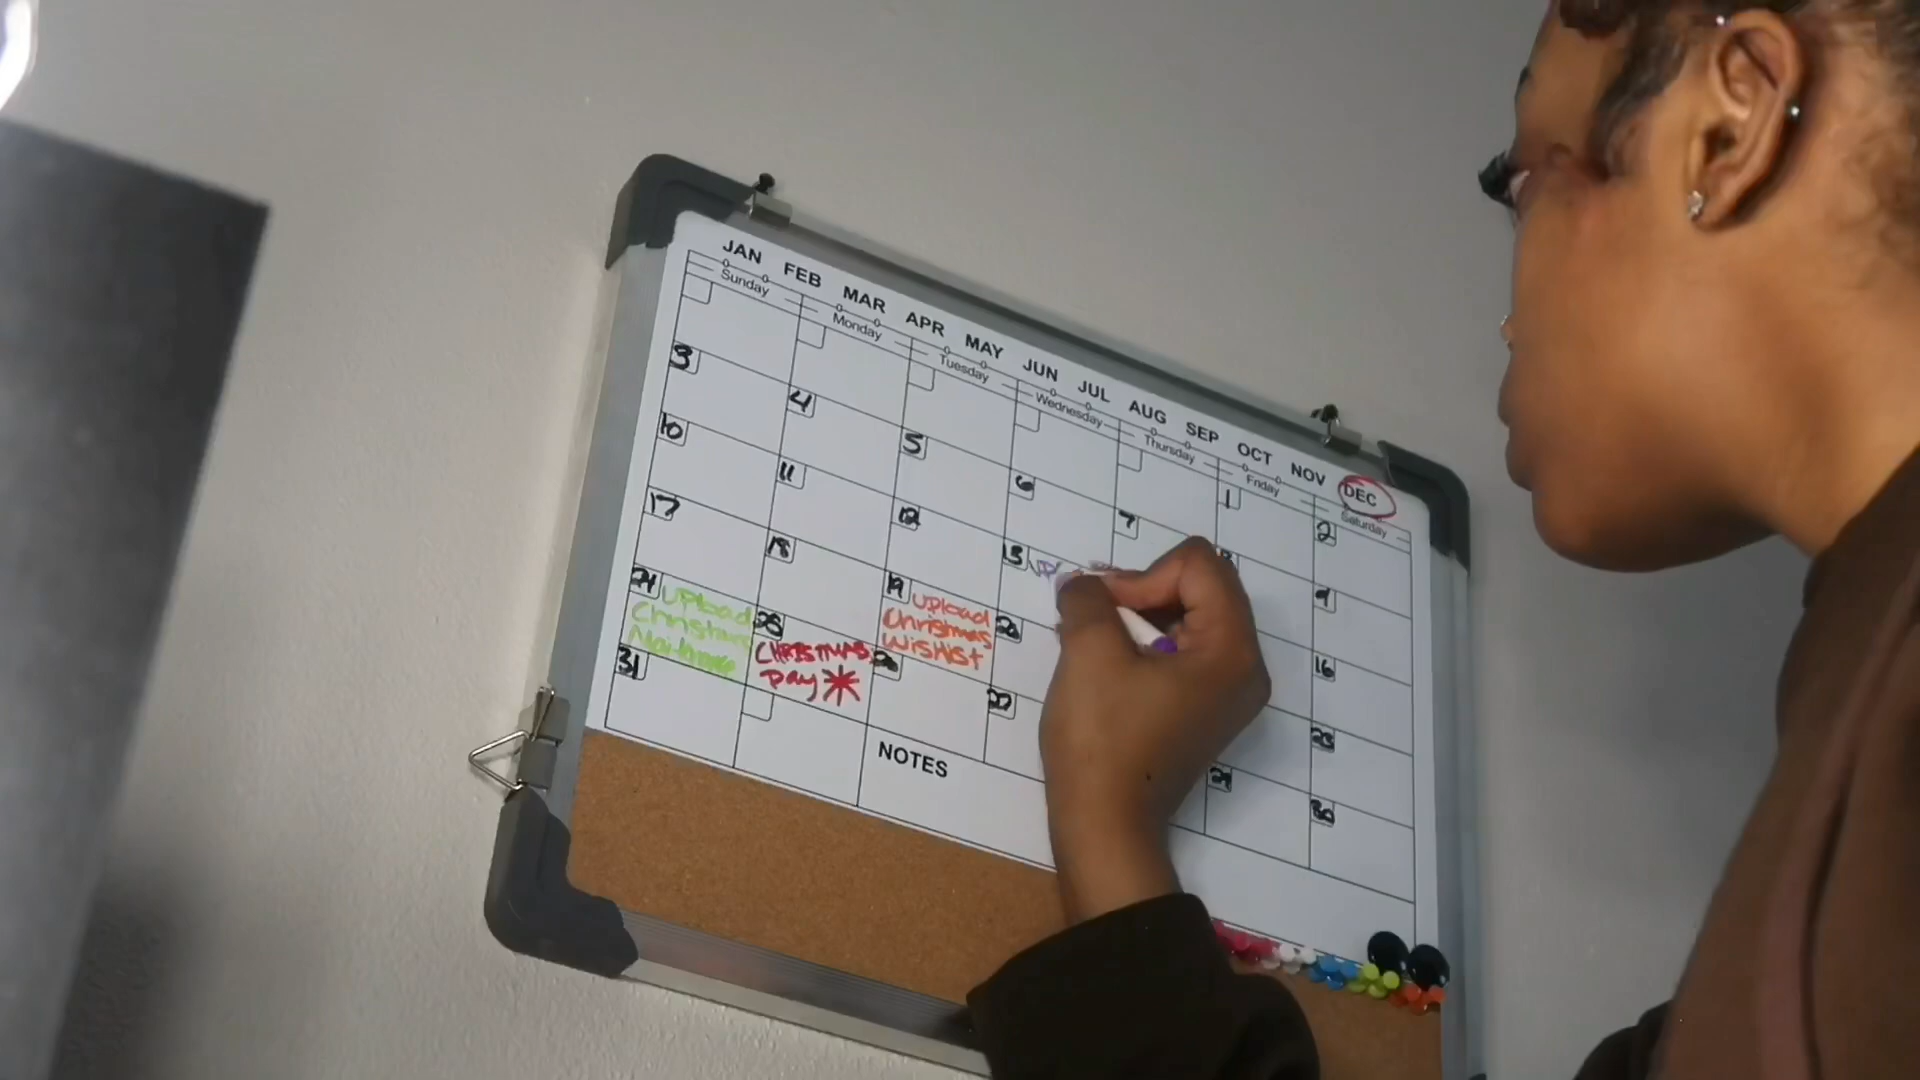 JAN FEB MAR APR MAY JUN JUL AUG SEP OCT NOV DEC
Sunday Monday Tuesday Wednesday Thursday Friday Saturday
1 2
3 4 5 6 7 9
10 11 12 13 UP 16
17 18 19 20 23
Upload
Christmas
Wishlist
24 25 26 27 29 30
Upload
CHRISTMAS
Day
31
NOTES